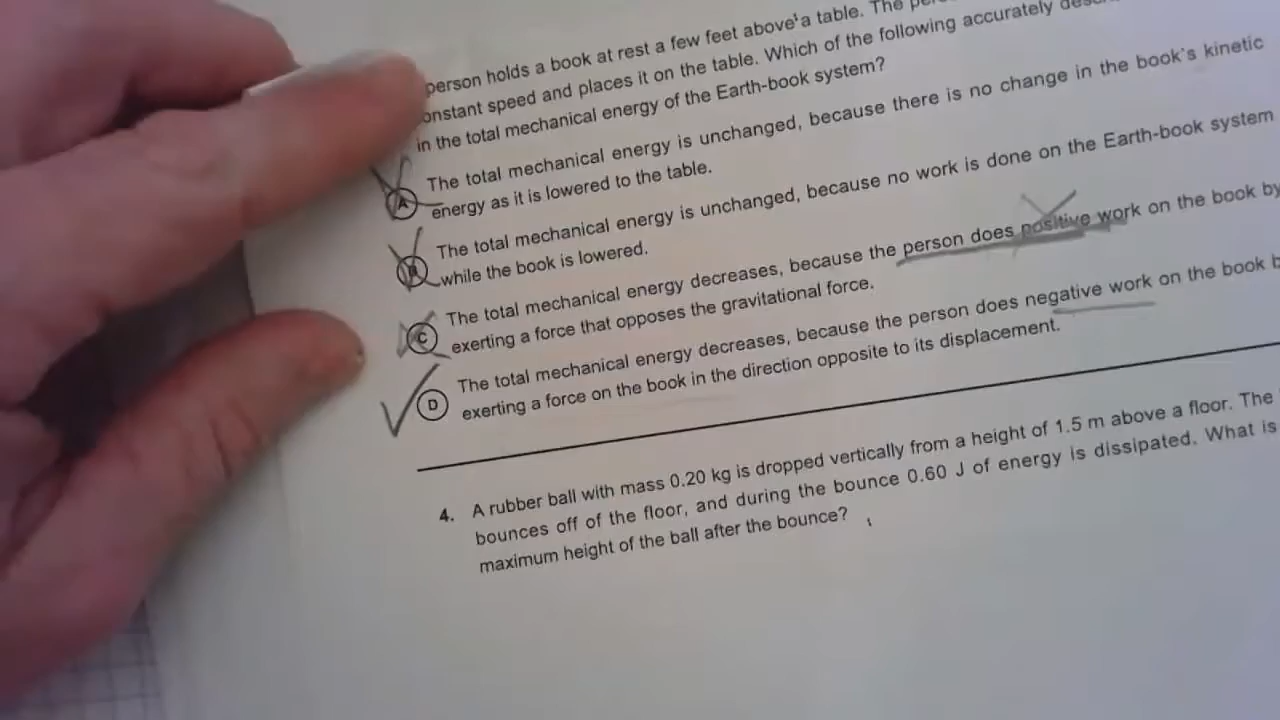 person holds a book at rest a few feet above a table. The
onstant speed and places it on the table. Which of the following accurately
in the total mechanical energy of the Earth-book system?
A The total mechanical energy is unchanged, because there is no change in the book's kinetic
energy as it is lowered to the table.
B The total mechanical energy is unchanged, because no work is done on the Earth-book system
while the book is lowered.
C The total mechanical energy decreases, because the person does positive work on the book by
exerting a force that opposes the gravitational force.
D The total mechanical energy decreases, because the person does negative work on the book b
exerting a force on the book in the direction opposite to its displacement.
4. A rubber ball with mass 0.20 kg is dropped vertically from a height of 1.5 m above a floor. The
bounces off of the floor, and during the bounce 0.60 J of energy is dissipated. What is
maximum height of the ball after the bounce?